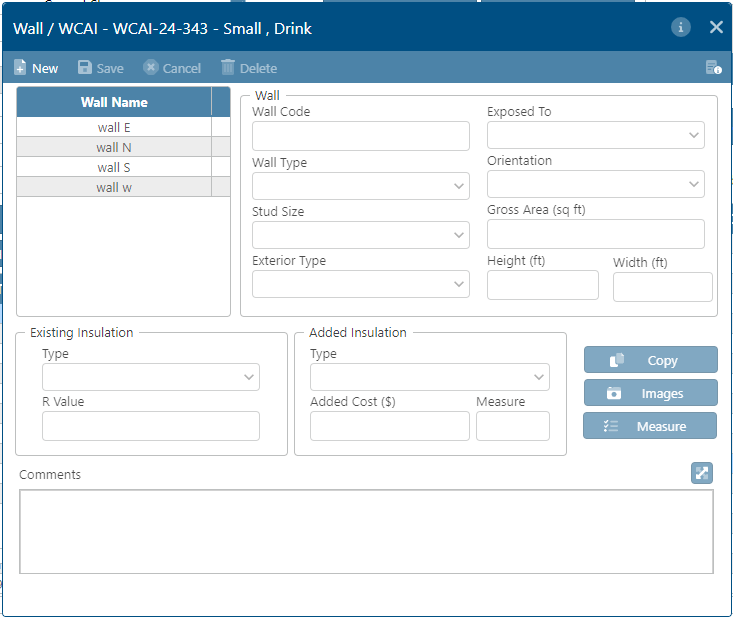 Wall / WCAI - WCAI-24-343 - Small , Drink
New Save Cancel Delete
Wall Name
wall E
wall N
wall S
wall w
Wall
Wall Code
Exposed To
Wall Type
Orientation
Stud Size
Gross Area (sq ft)
Exterior Type
Height (ft)
Width (ft)
Existing Insulation
Type
R Value
Added Insulation
Type
Added Cost ($)
Measure
Copy
Images
Measure
Comments